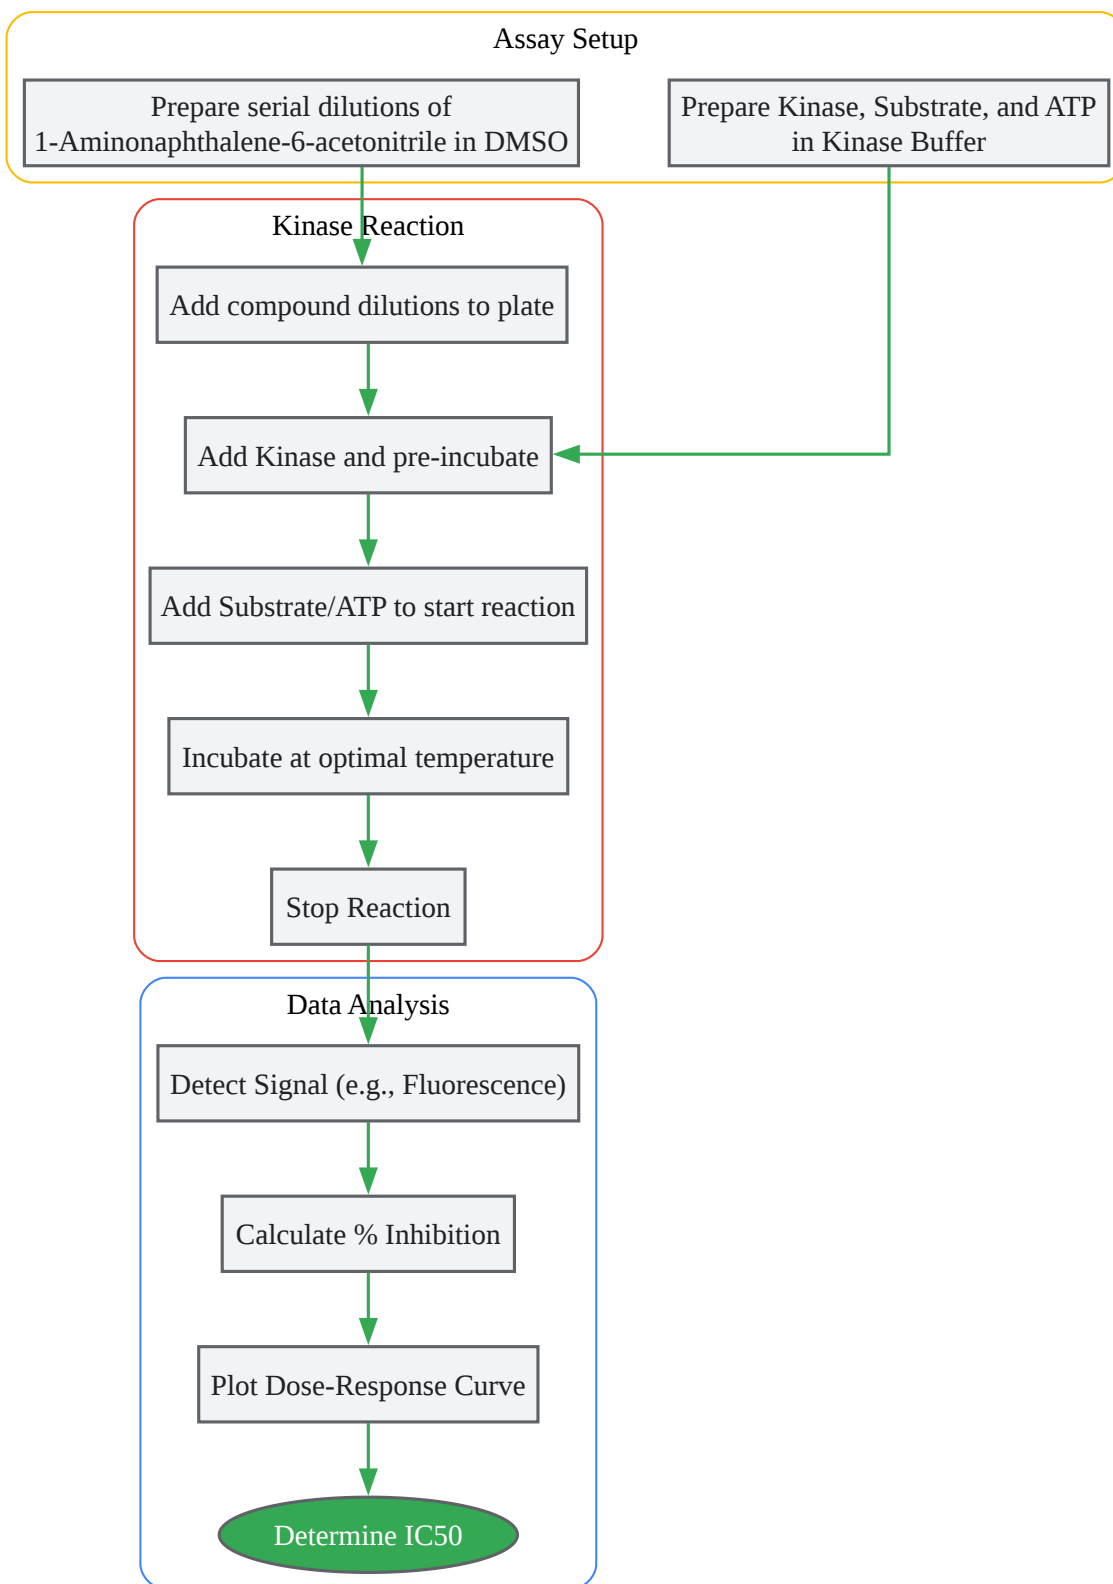 Assay Setup
Prepare serial dilutions of
1-Aminonaphthalene-6-acetonitrile in DMSO
Prepare Kinase, Substrate, and ATP
in Kinase Buffer
Kinase Reaction
Add compound dilutions to plate
Add Kinase and pre-incubate
Add Substrate/ATP to start reaction
Incubate at optimal temperature
Stop Reaction
Data Analysis
Detect Signal (e.g., Fluorescence)
Calculate % Inhibition
Plot Dose-Response Curve
Determine IC50